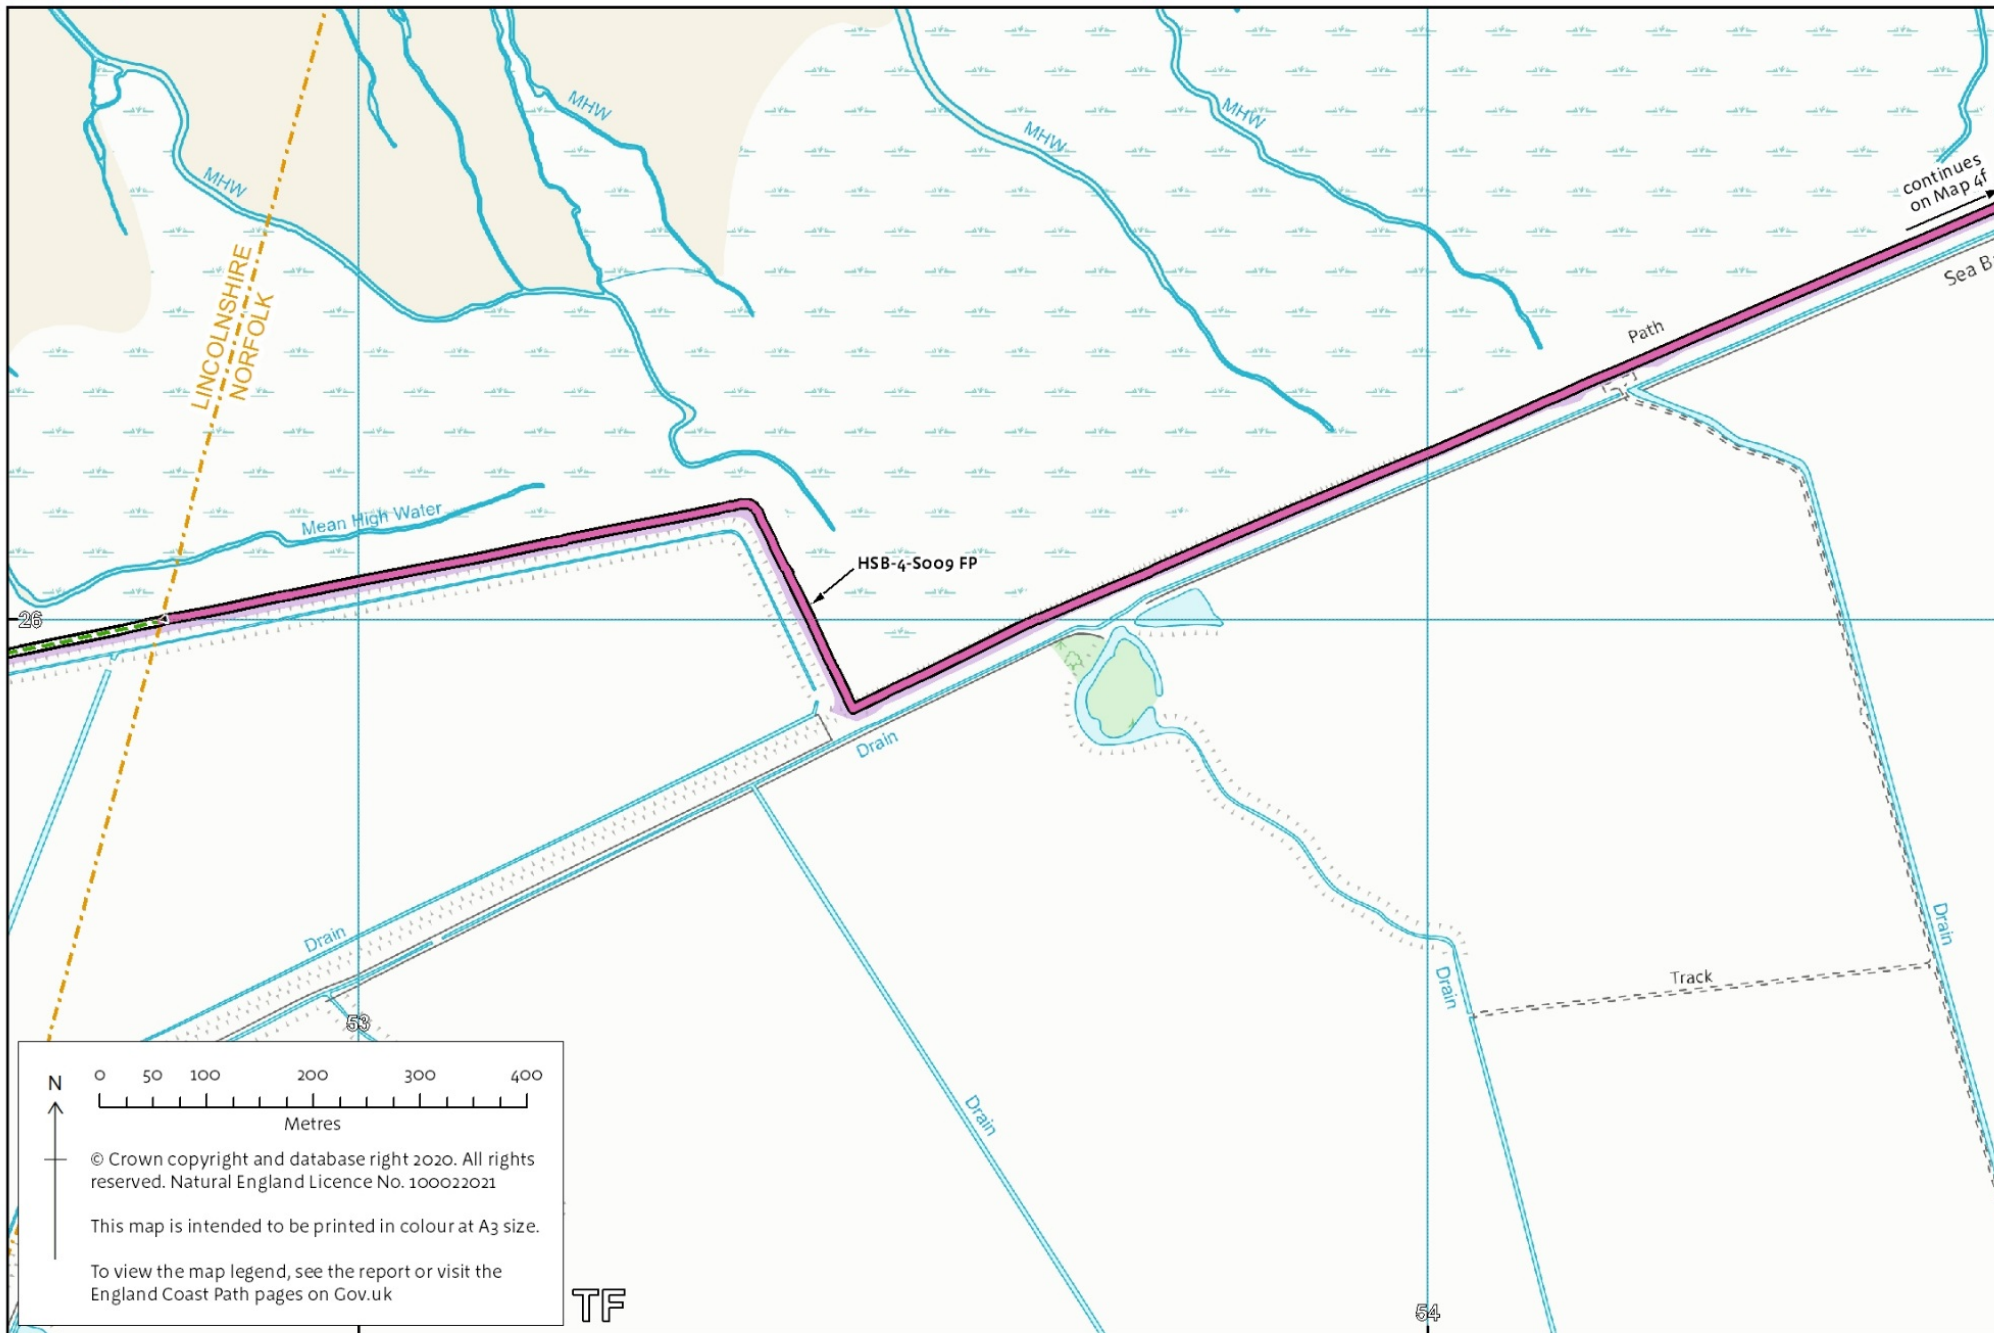 MHW
MHW
MHW
MHW
continues
on Map 4f
LINCOLNSHIRE
NORFOLK
Sea
Path
Mean High Water
HSB-4-S009 FP
26
Drain
Drain
Drain
Drain
Track
53
Drain
N
0 50 100 200 300 400
Metres
© Crown copyright and database right 2020. All rights
reserved. Natural England Licence No. 100022021
This map is intended to be printed in colour at A3 size.
To view the map legend, see the report or visit the
England Coast Path pages on Gov.uk
TF
54